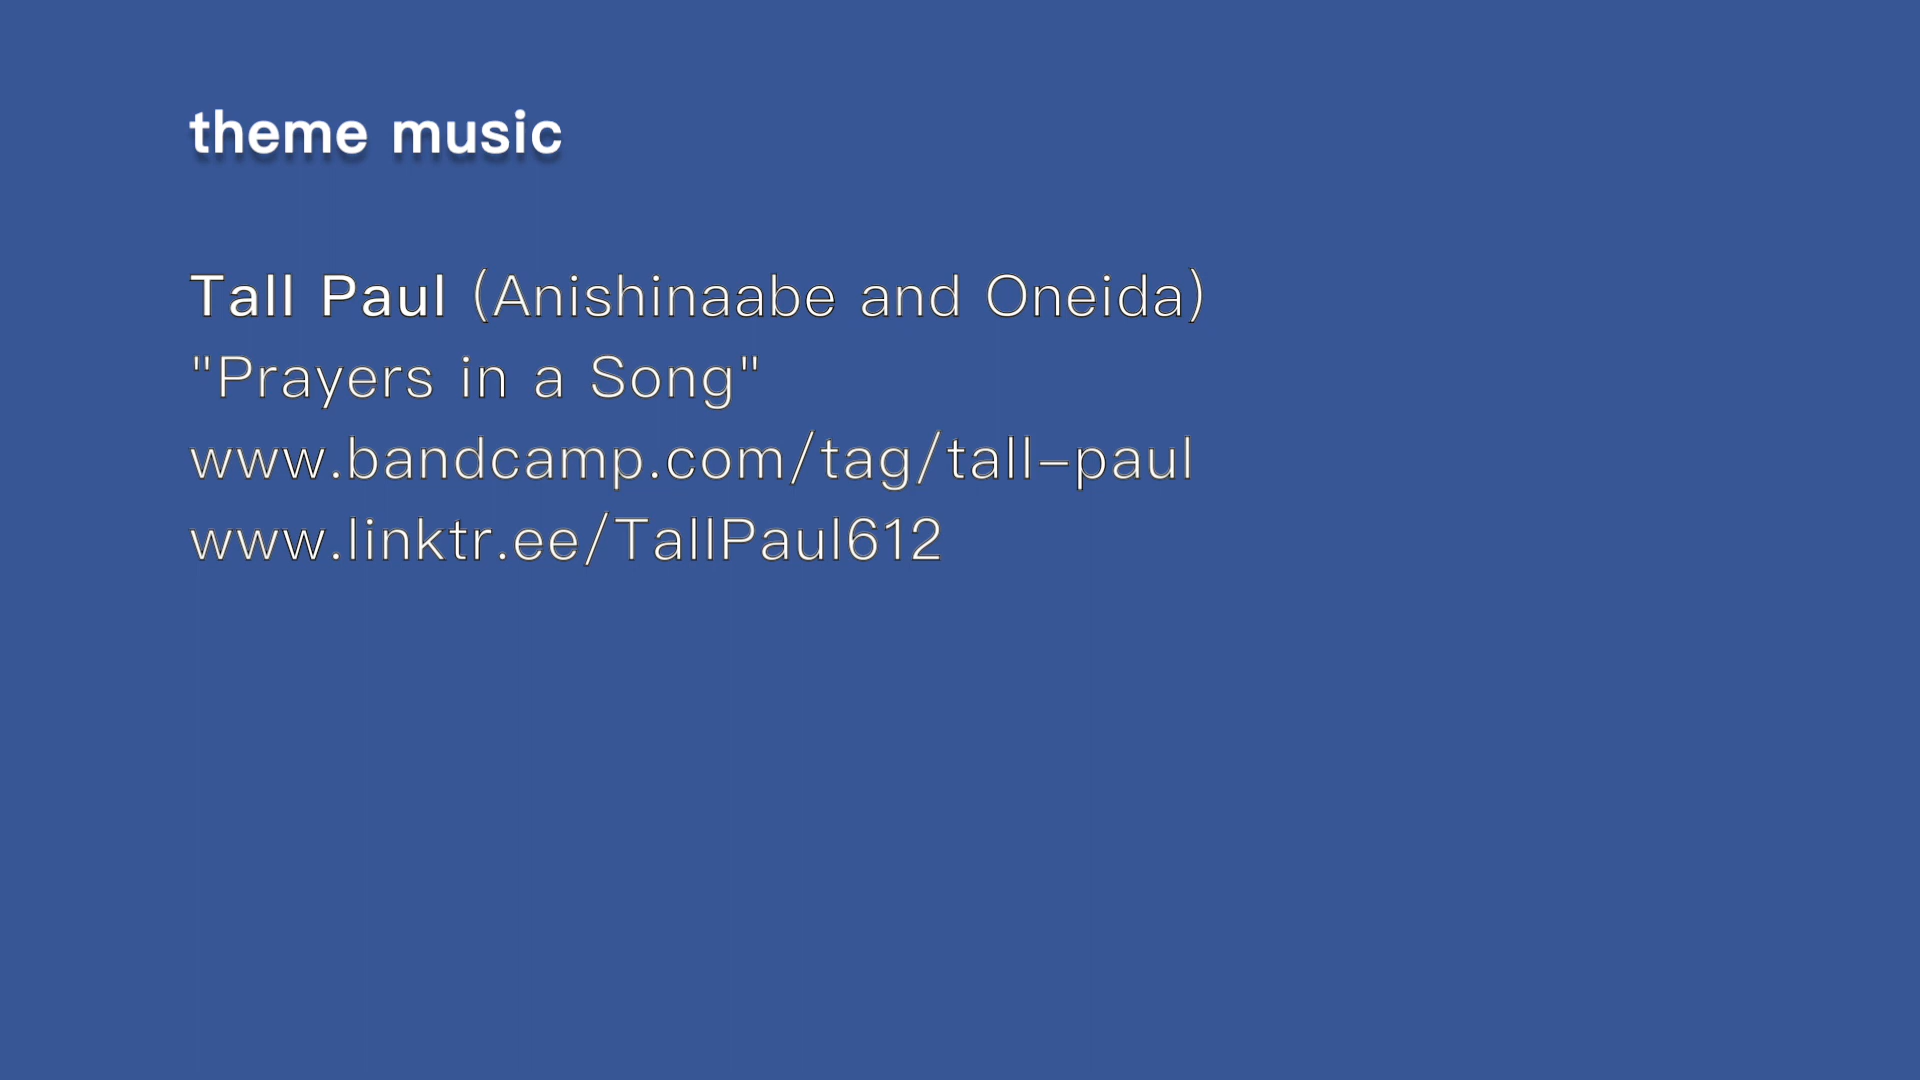 theme music
Tall Paul (Anishinaabe and Oneida)
"Prayers in a Song"
www.bandcamp.com/tag/tall-paul
www.linktr.ee/TallPaul612